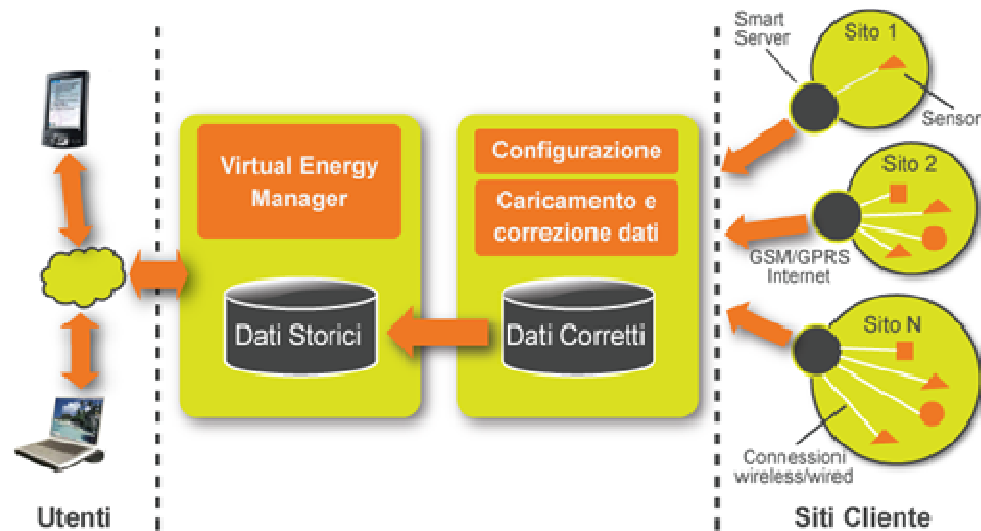 Smart
Server
Sito 1
Sensor
Virtual Energy
Manager
Configurazione
Caricamento e
correzione dati
Sito 2
GSM/GPRS
Internet
Dati Storici
Dati Corretti
Sito N
Connessioni
wireless/wired
Utenti
Siti Cliente